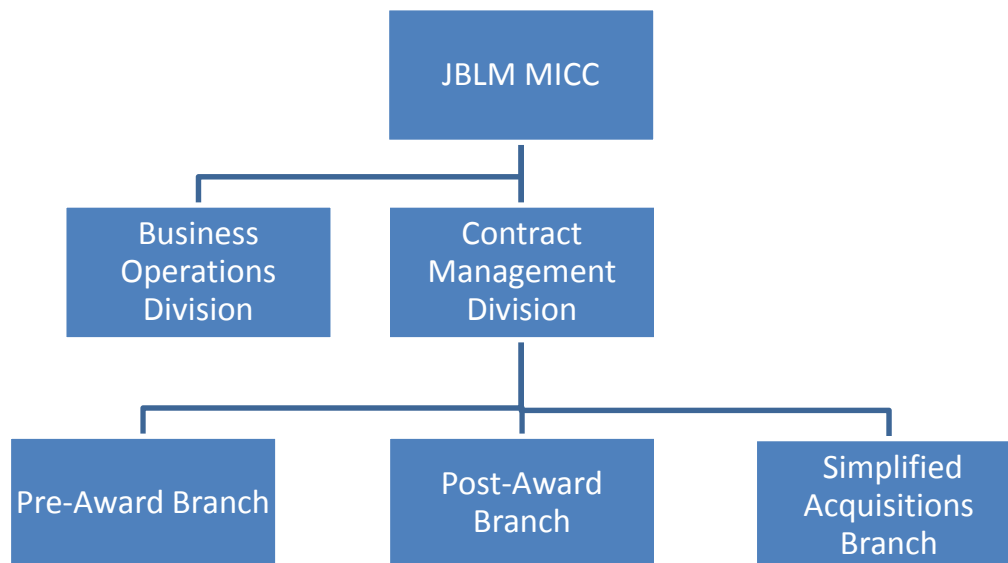 JBLM MICC
Business
Operations
Division
Contract
Management
Division
Pre-Award Branch
Post-Award
Branch
Simplified
Acquisitions
Branch